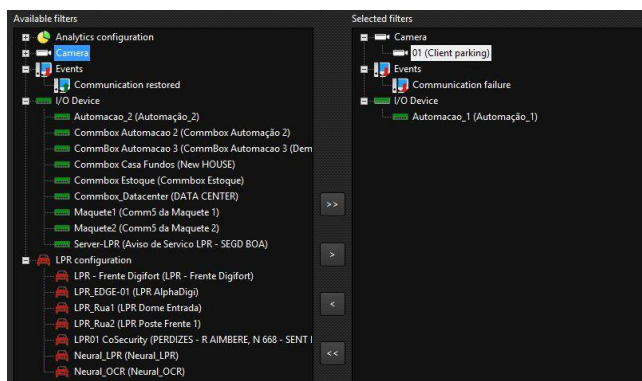 Available filters
Analytics configuration
Camera
Events
Communication restored
I/O Device
Automacao_2 (Automação_2)
Commbox Automacao 2 (Commbox Automação 2)
CommBox Automacao 3 (CommBox Automacao 3 (Dem
Commbox Casa Fundos (New HOUSE)
Commbox Estoque (Commbox Estoque)
Commbox_Datacenter (DATA CENTER)
Maquete1 (Comm5 da Maquete 1)
Maquete2 (Comm5 da Maquete 2)
Server-LPR (Aviso de Servico LPR - SEGD BOA)
LPR configuration
LPR - Frente Digifort (LPR - Frente Digifort)
LPR_EDGE-01 (LPR AlphaDigi)
LPR_Rua1 (LPR Dome Entrada)
LPR_Rua2 (LPR Poste Frente 1)
LPR01 CoSecurity (PERDIZES - R AIMBERE, N 668 - SENT I
Neural_LPR (Neural_LPR)
Neural_OCR (Neural_OCR)
>>
>
<
<<
Selected filters
Camera
01 (Client parking)
Events
Communication failure
I/O Device
Automacao_1 (Automação_1)